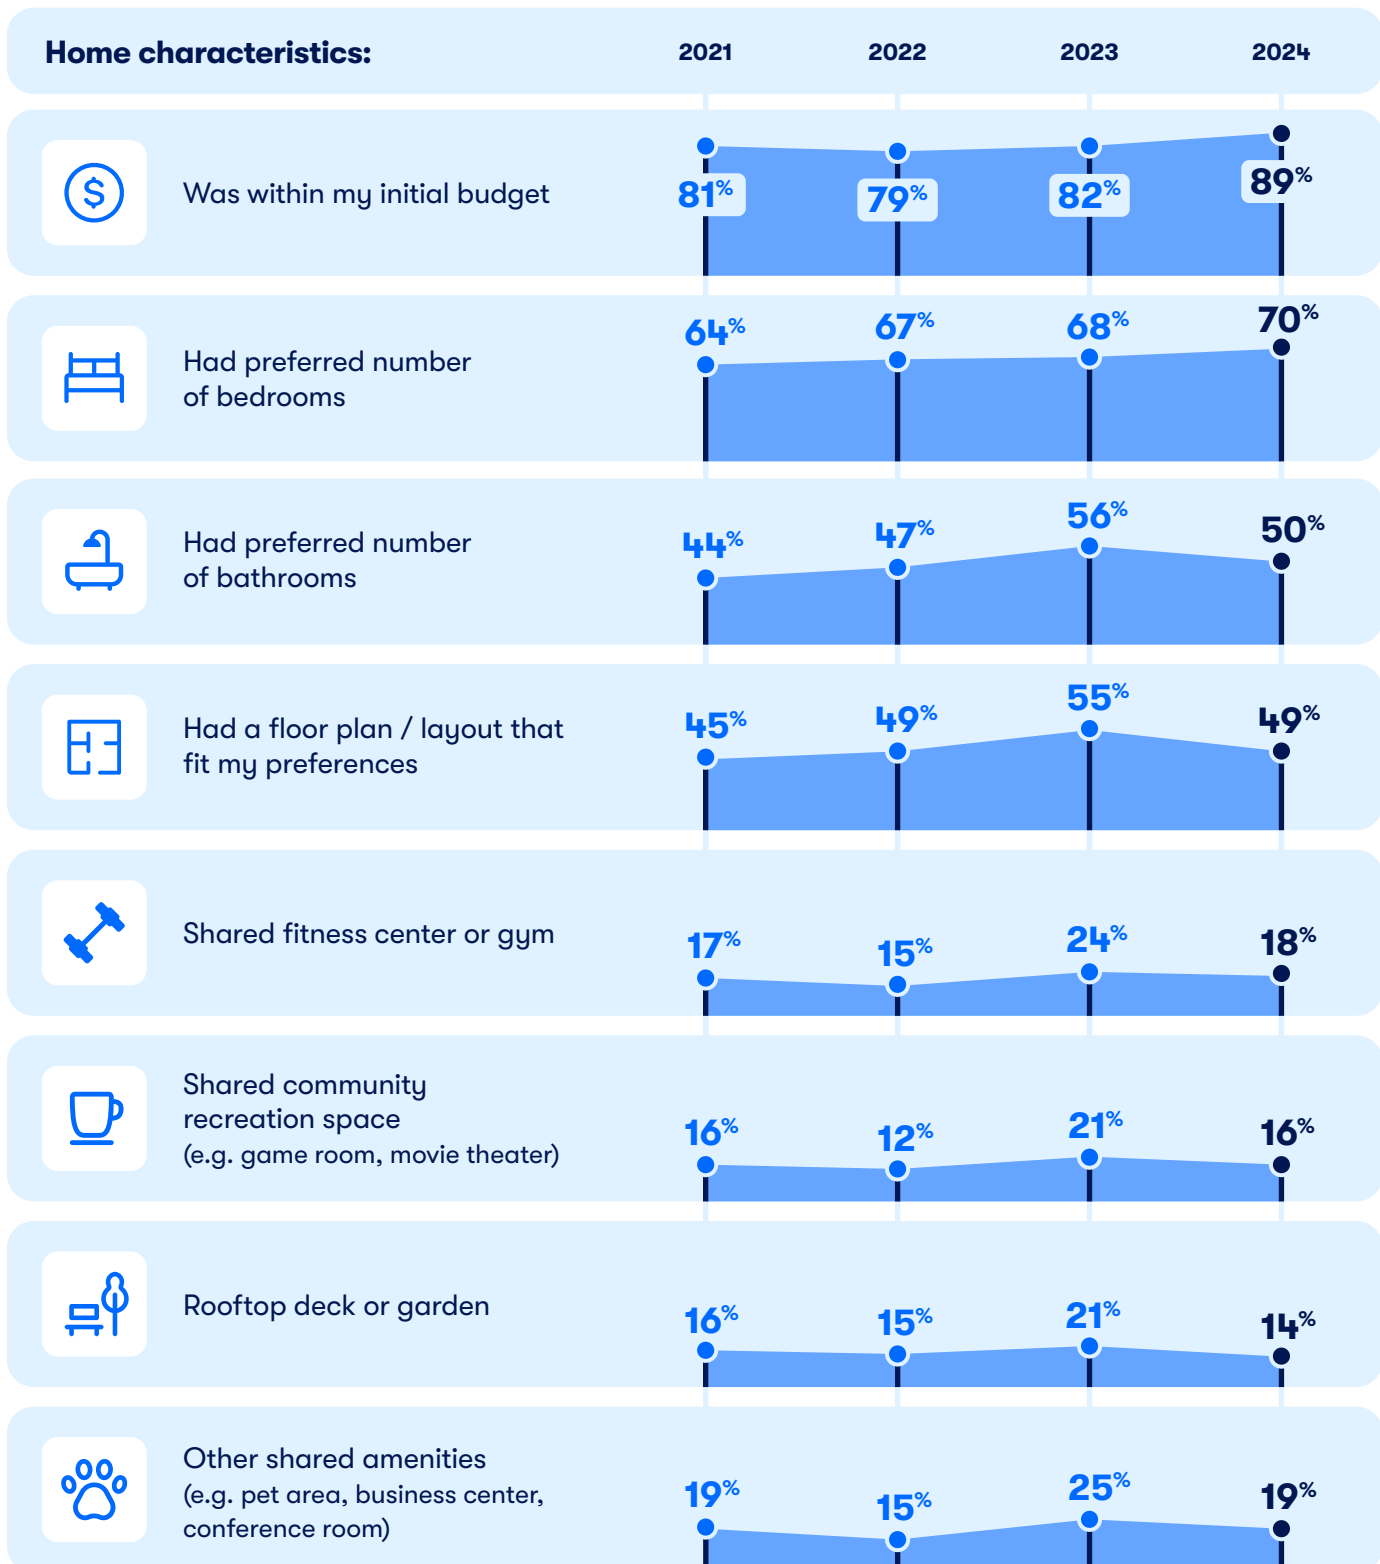 Home characteristics: 2021 2022 2023 2024
Was within my initial budget
81% 79% 82% 89%
Had preferred number
of bedrooms
64% 67% 68% 70%
Had preferred number
of bathrooms
44% 47% 56% 50%
Had a floor plan / layout that
fit my preferences
45% 49% 55% 49%
Shared fitness center or gym
17% 15% 24% 18%
Shared community
recreation space
(e.g. game room, movie theater)
16% 12% 21% 16%
Rooftop deck or garden
16% 15% 21% 14%
Other shared amenities
(e.g. pet area, business center,
conference room)
19% 15% 25% 19%